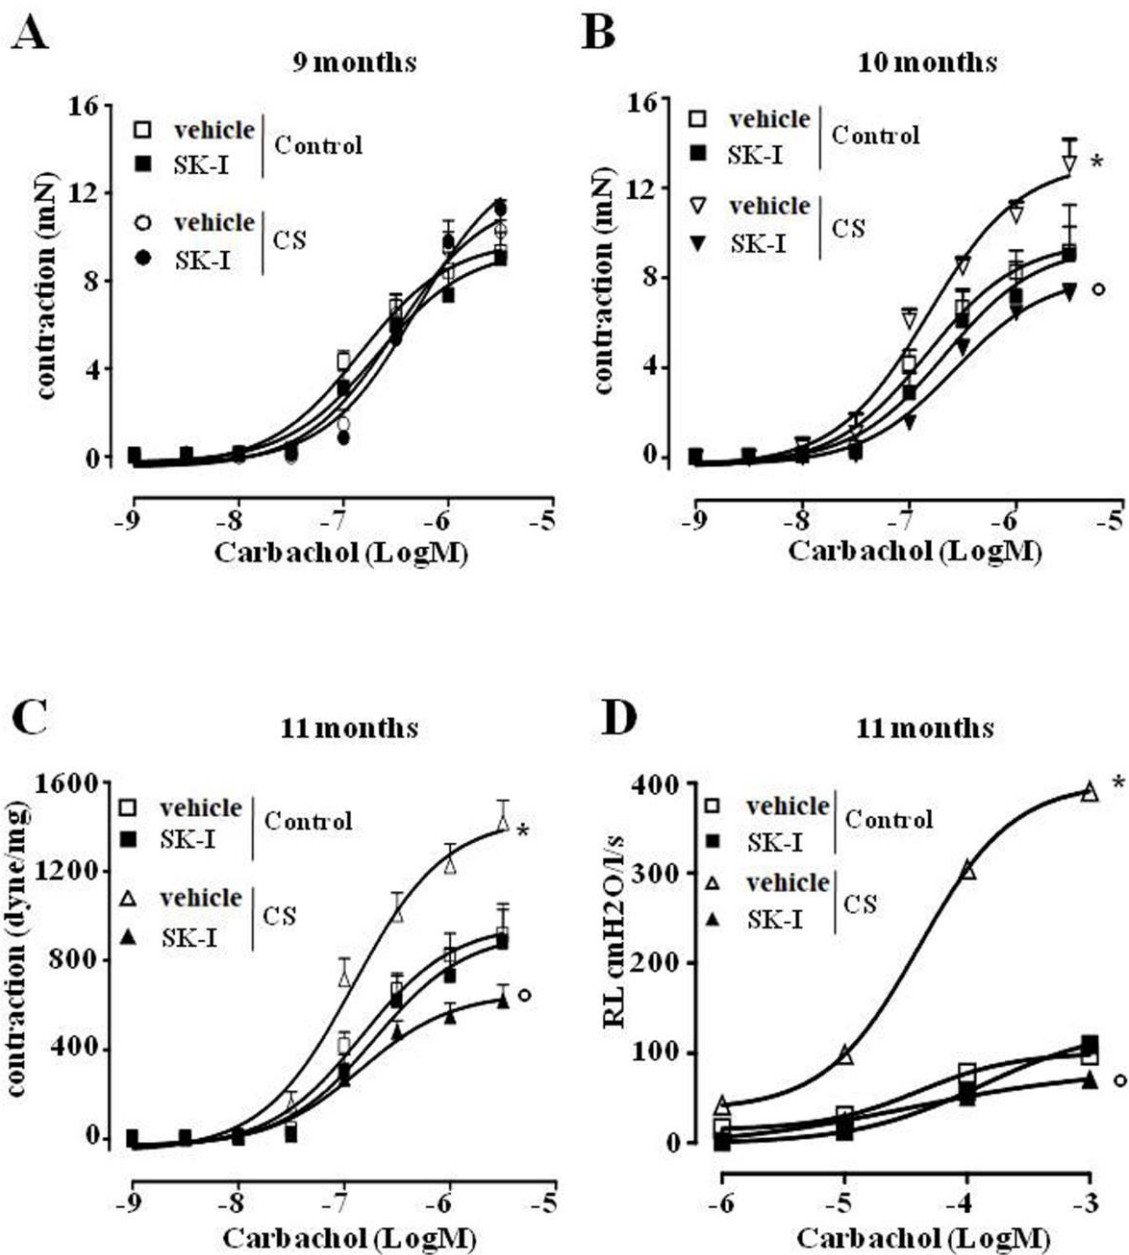 A
9 months
contraction (mN)
16
12
8
4
0
vehicle
SK-I
Control
vehicle
SK-I
CS
-9 -8 -7 -6 -5
Carbachol (LogM)
B
10 months
contraction (mN)
16
12
8
4
0
vehicle
SK-I
Control
vehicle
SK-I
CS
*
-9 -8 -7 -6 -5
Carbachol (LogM)
C
11 months
contraction (dyne/mg)
1600
1200
800
400
0
vehicle
SK-I
Control
vehicle
SK-I
CS
*
-9 -8 -7 -6 -5
Carbachol (LogM)
D
11 months
RL cmH2O/l/s
400
300
200
100
0
vehicle
SK-I
Control
vehicle
SK-I
CS
*
-6 -5 -4 -3
Carbachol (LogM)